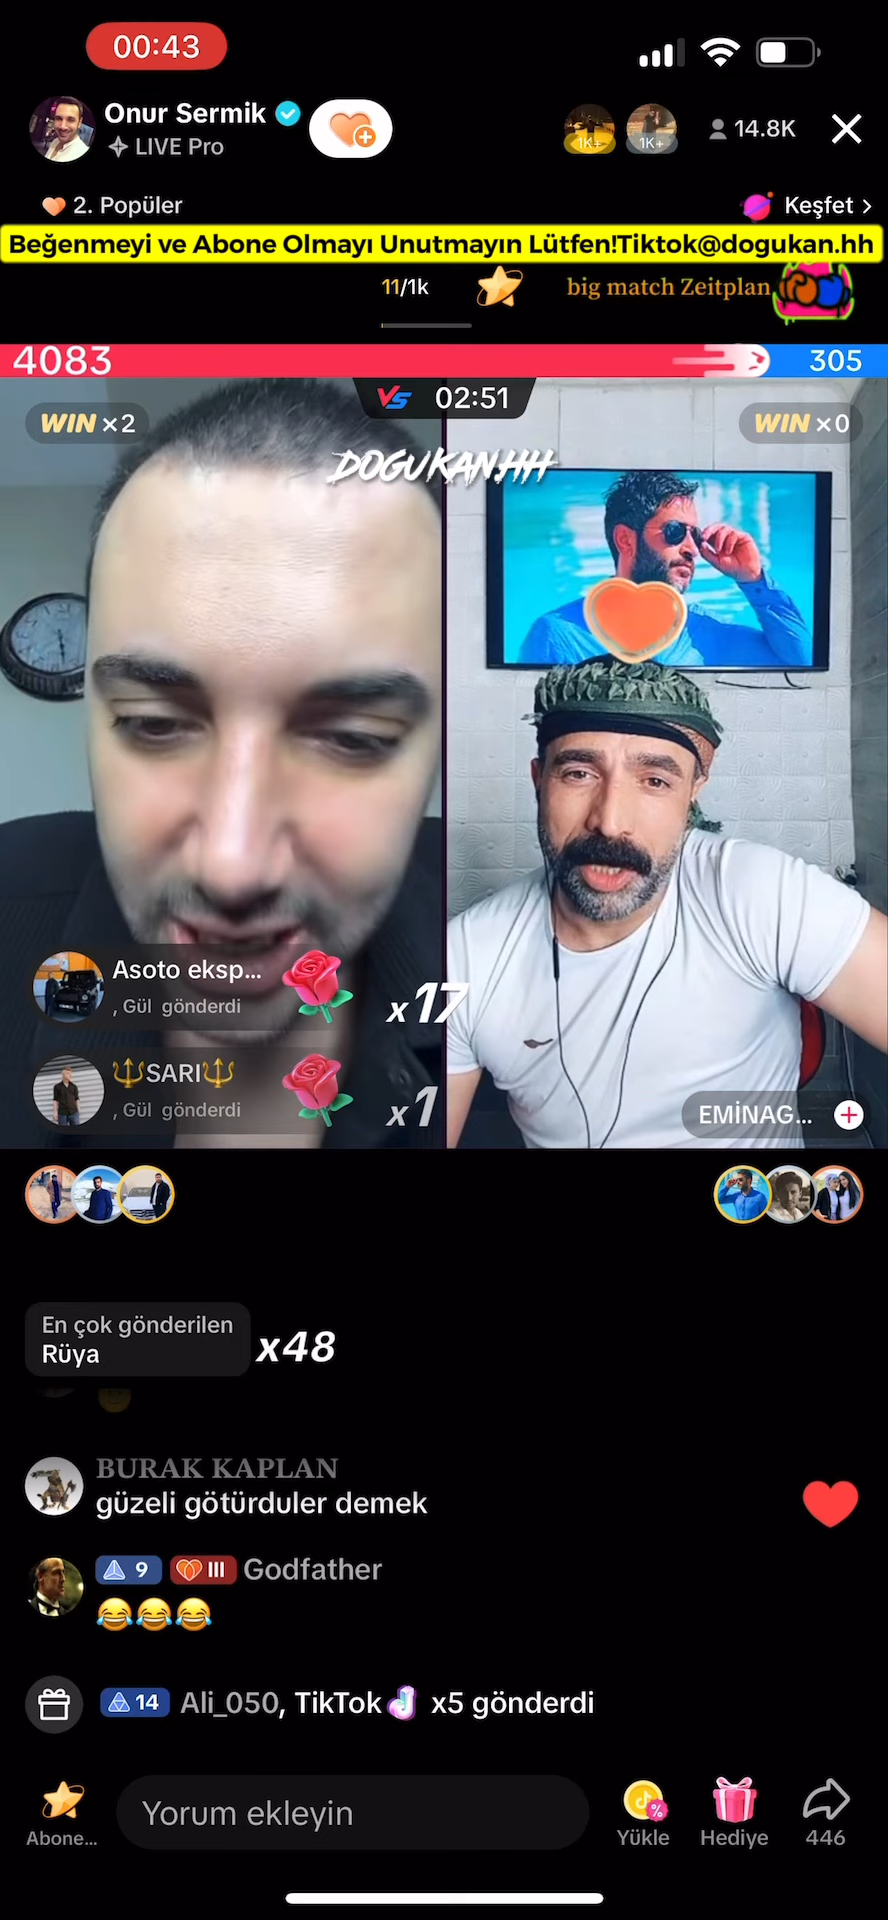 00:43
Onur Sermik
LIVE Pro
1K+
1K+
14.8K
2. Popüler
Keşfet >
Beğenmeyi ve Abone Olmayı Unutmayın Lütfen!Tiktok@dogukan.hh
11/1k
big match Zeitplan
4083
305
VS 02:51
WIN x2
WIN x0
DOGUKAN.HH
Asoto eksp...
, Gül gönderdi
x17
SARI
, Gül gönderdi
x1
EMİNAG...
En çok gönderilen
Rüya
x48
BURAK KAPLAN
güzeli götürduler demek
9 III Godfather
😂😂😂
14 Ali_050, TikTok x5 gönderdi
Abone...
Yorum ekleyin
Yükle
Hediye
446